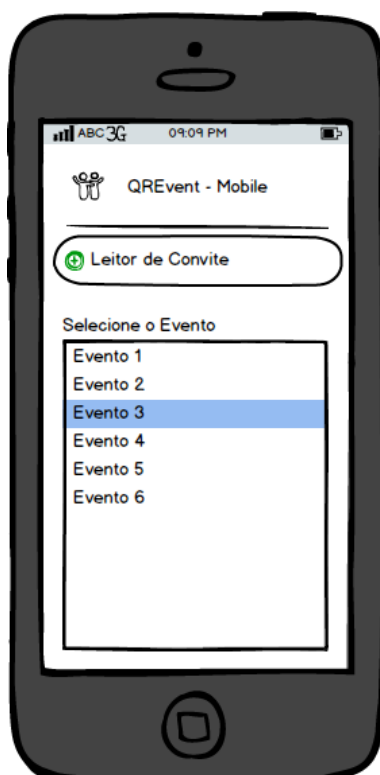 ABC 3G 09:09 PM
QREvent - Mobile
Leitor de Convite
Selecione o Evento
Evento 1
Evento 2
Evento 3
Evento 4
Evento 5
Evento 6